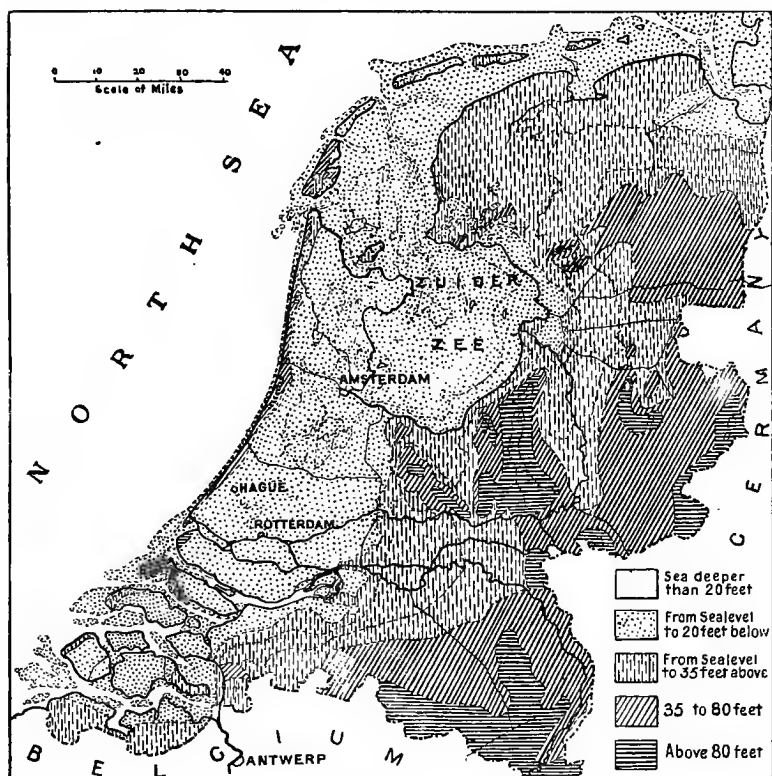 0 10 20 30 40
Scale of Miles
NORTH SEA
ZUIDER
ZEE
AMSTERDAM
HAGUE
ROTTERDAM
GERMANY
BELGIUM
ANTWERP
Sea deeper
than 20 feet
From Sealevel
to 20 feet below
From Sealevel
to 35 feet above
35 to 80 feet
Above 80 feet